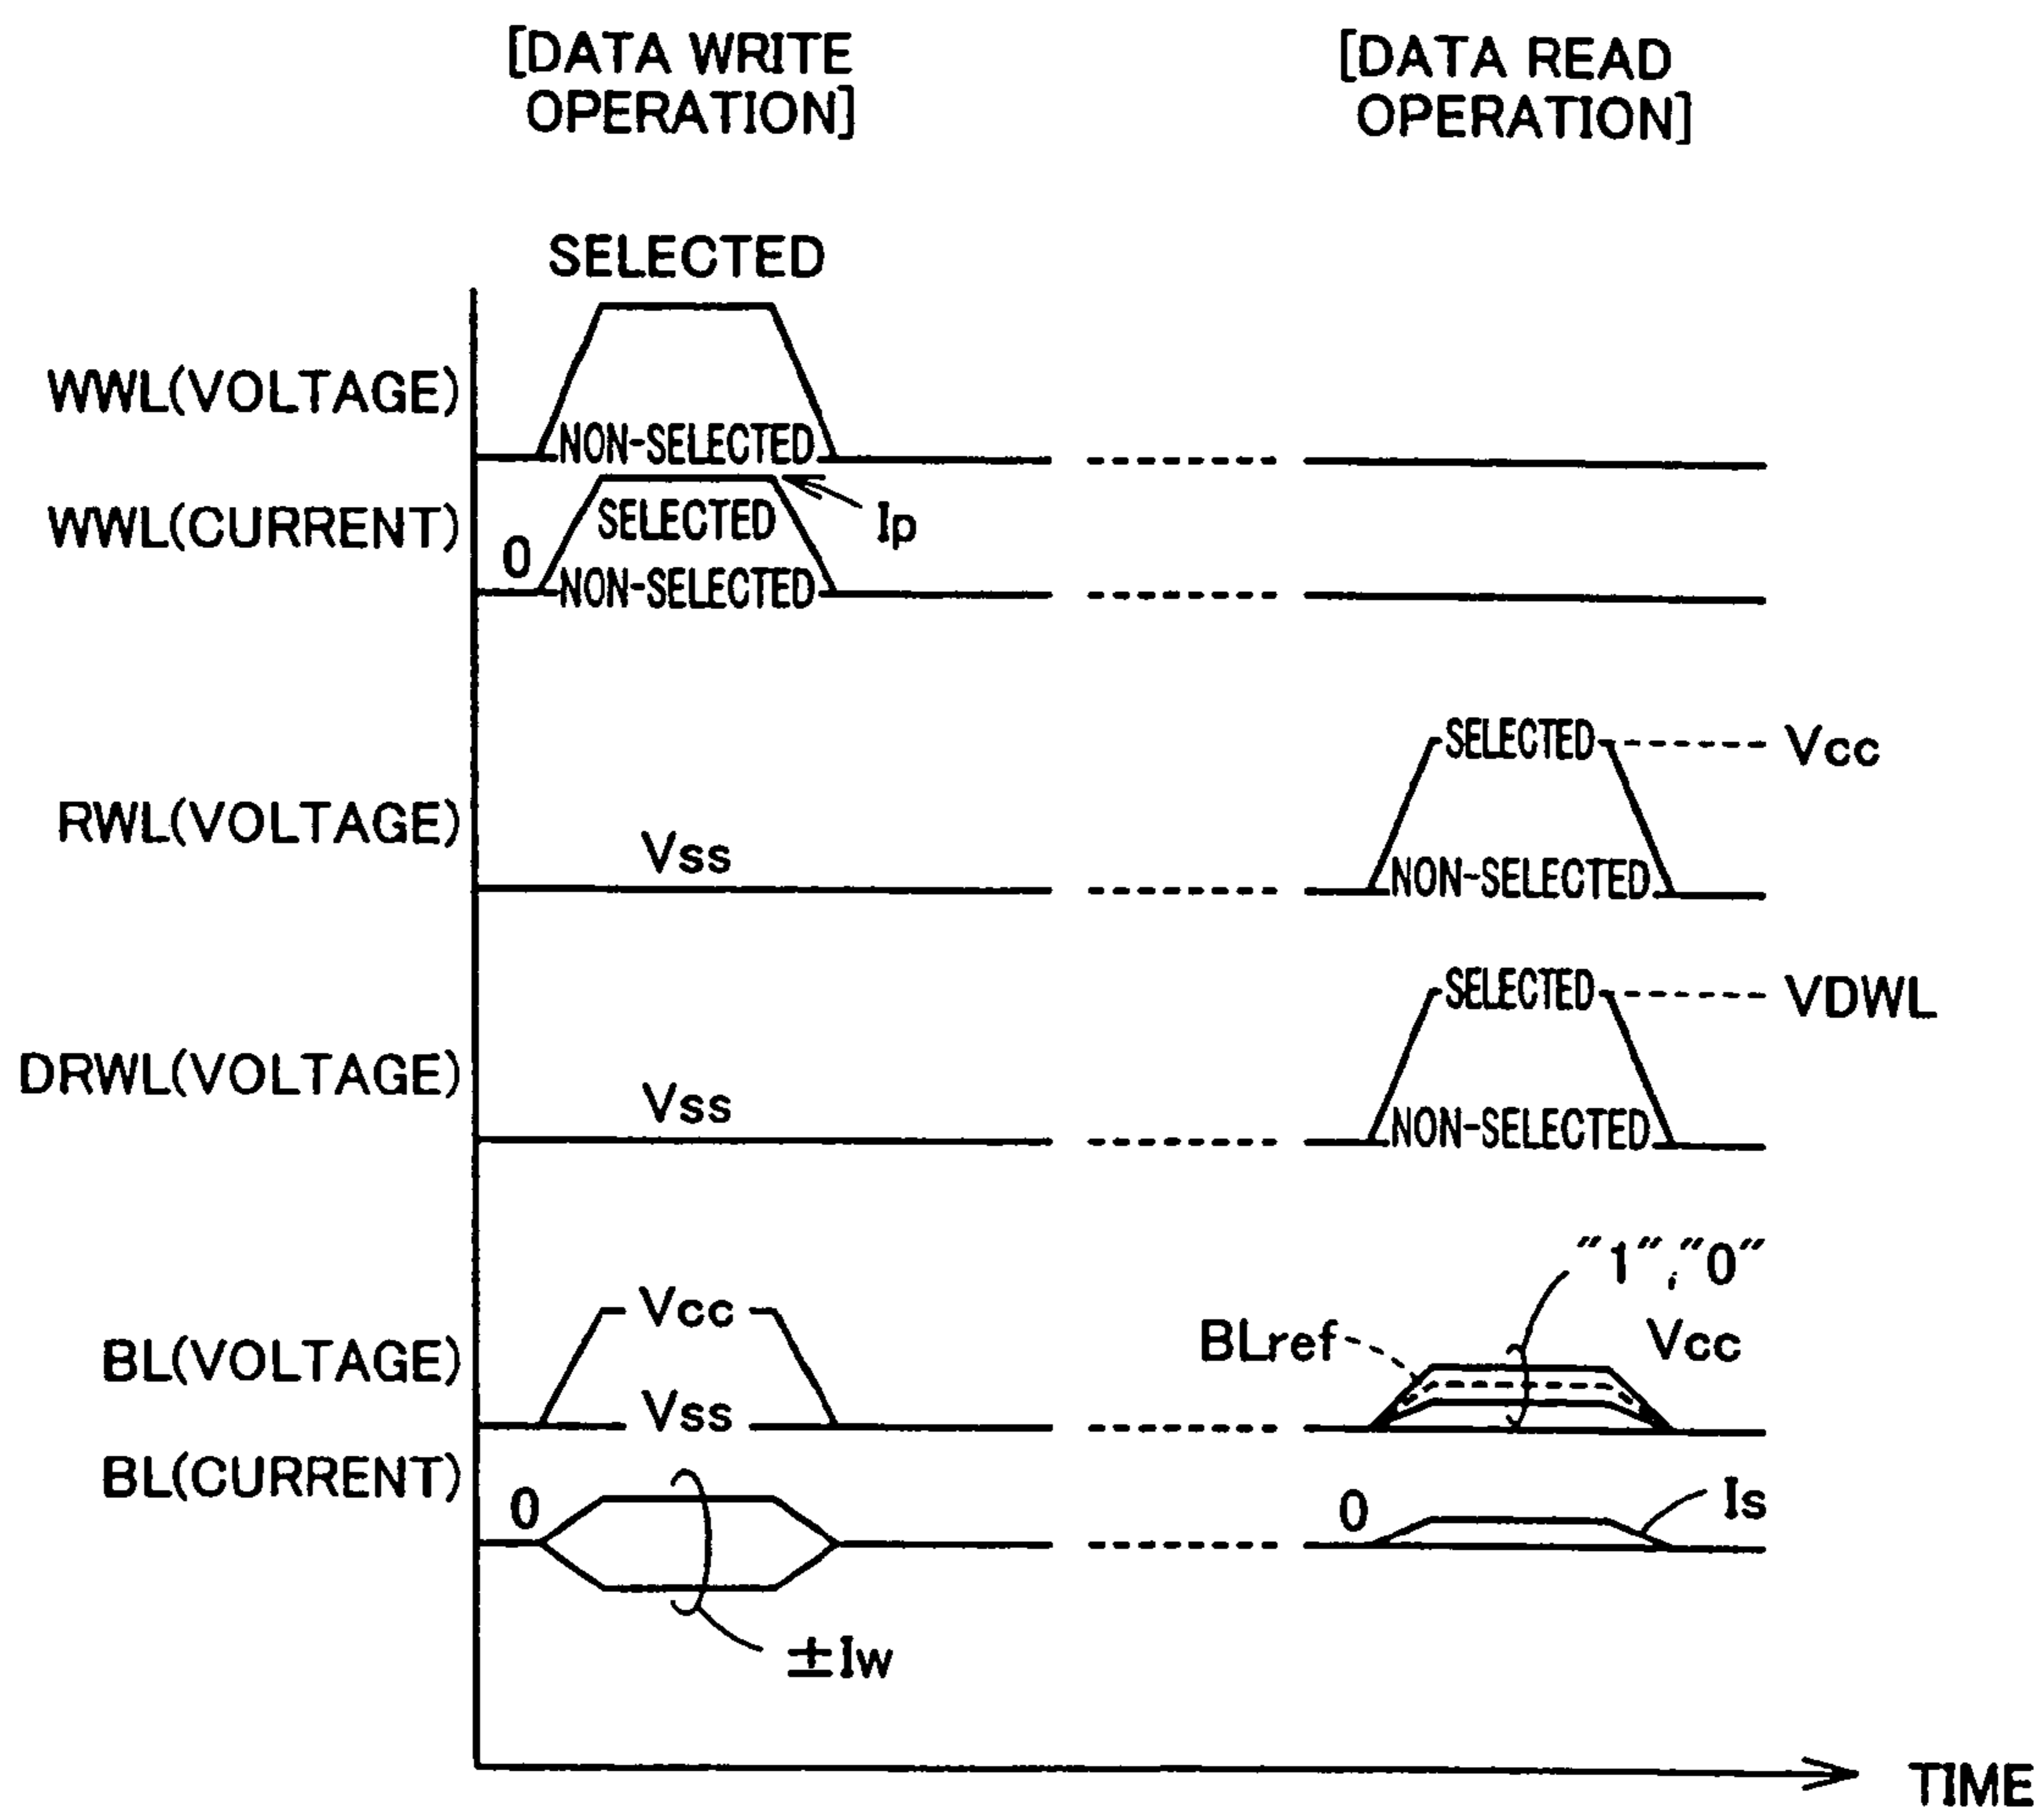 [DATA WRITE
OPERATION]
[DATA READ
OPERATION]
SELECTED
WWL(VOLTAGE)
NON-SELECTED
WWL(CURRENT)
SELECTED
Ip
0
NON-SELECTED
SELECTED
Vcc
RWL(VOLTAGE)
Vss
NON-SELECTED
SELECTED
VDWL
DRWL(VOLTAGE)
Vss
NON-SELECTED
"1","0"
Vcc
BLref
Vcc
BL(VOLTAGE)
Vss
BL(CURRENT)
0
0
Is
±Iw
TIME